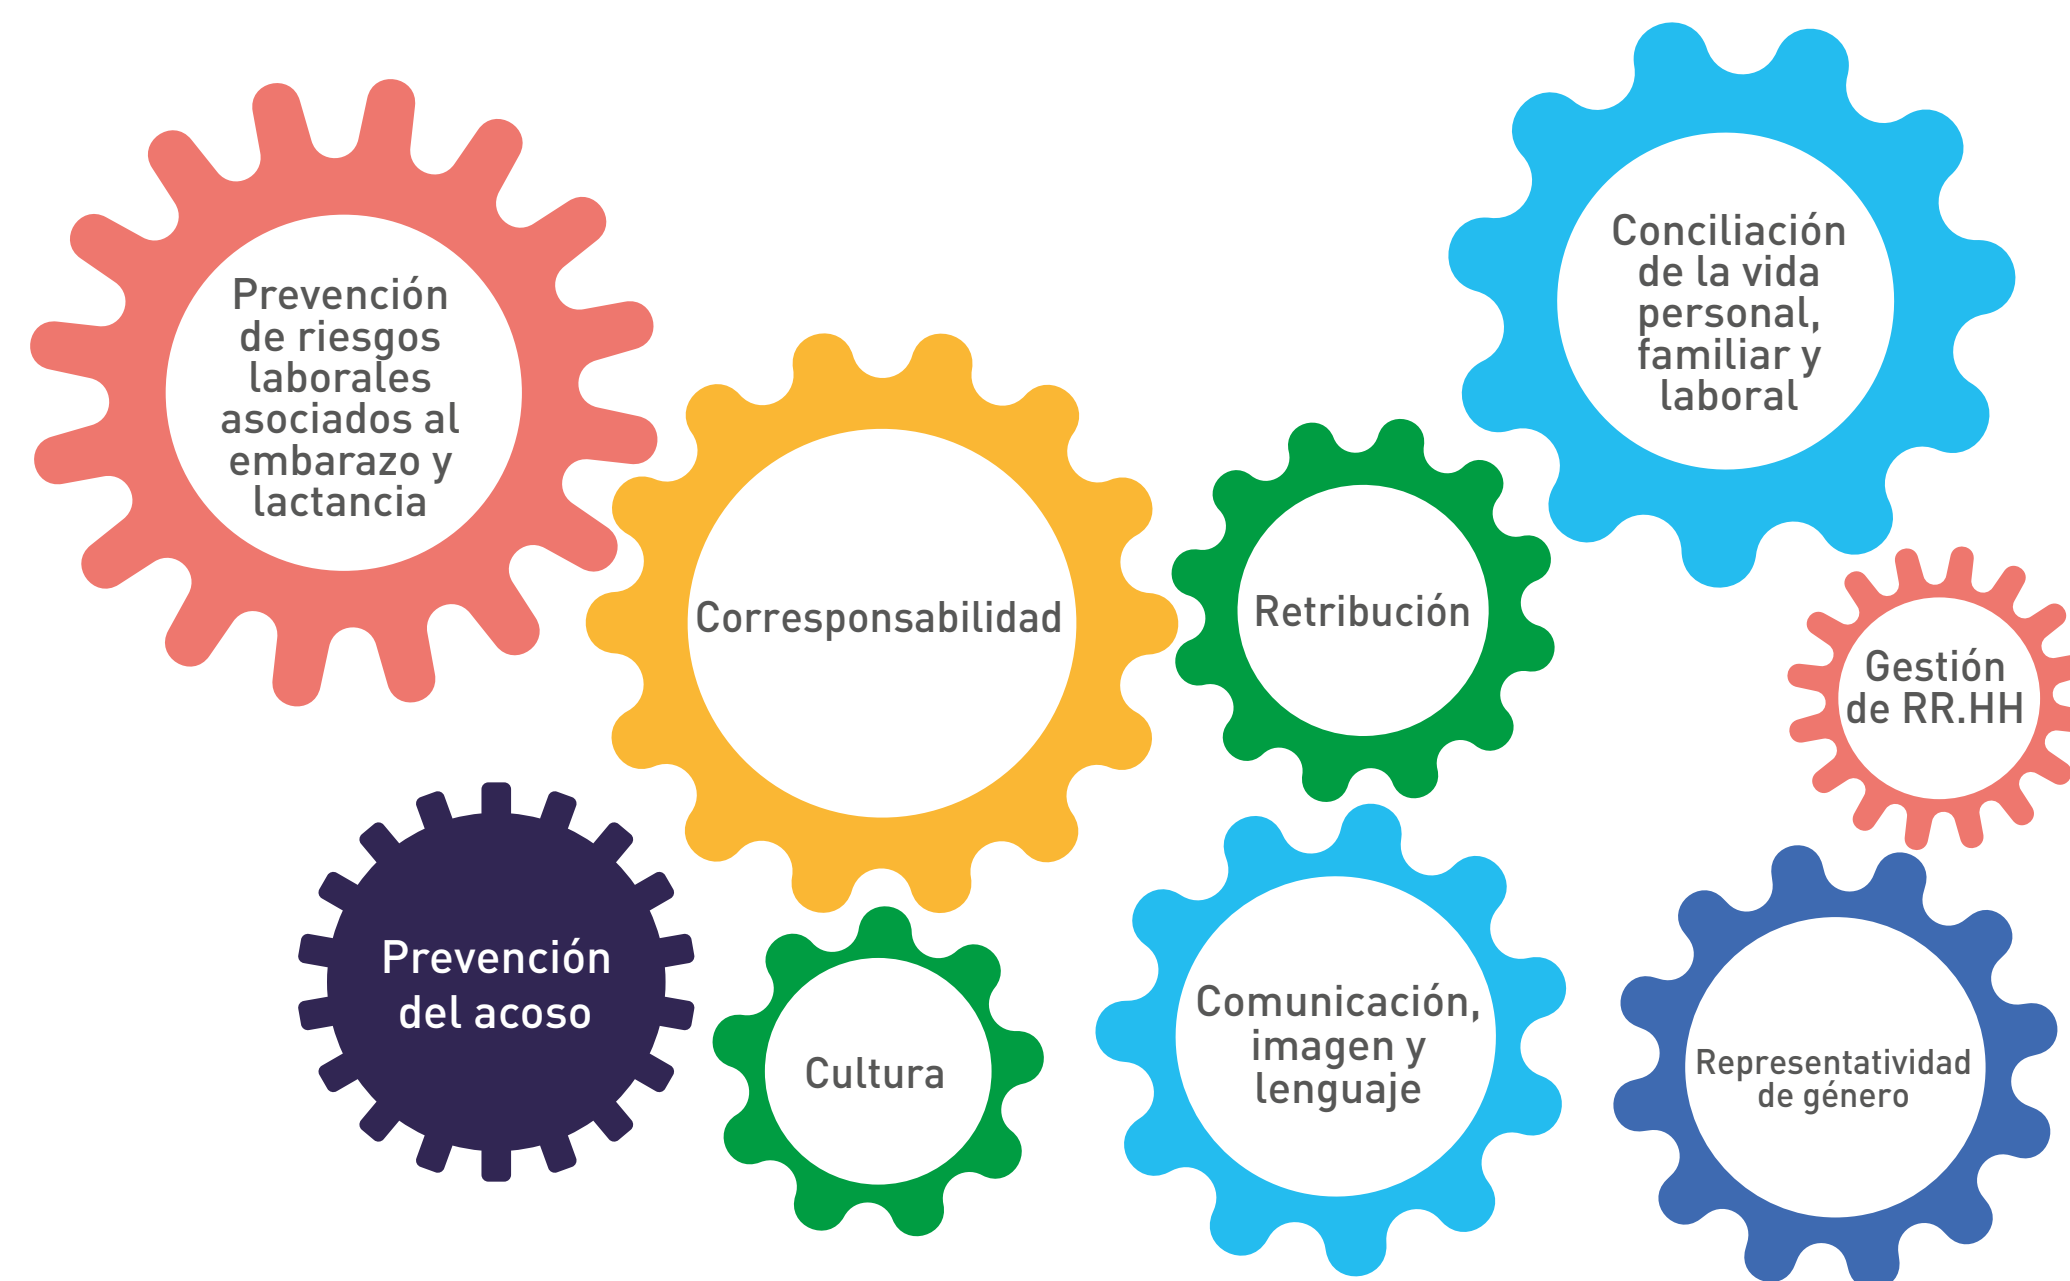 Prevención
de riesgos
laborales
asociados al
embarazo y
lactancia
Conciliación
de la vida
personal,
familiar y
laboral
Corresponsabilidad
Retribución
Gestión
de RR.HH
Prevención
del acoso
Cultura
Comunicación,
imagen y
lenguaje
Representatividad
de género